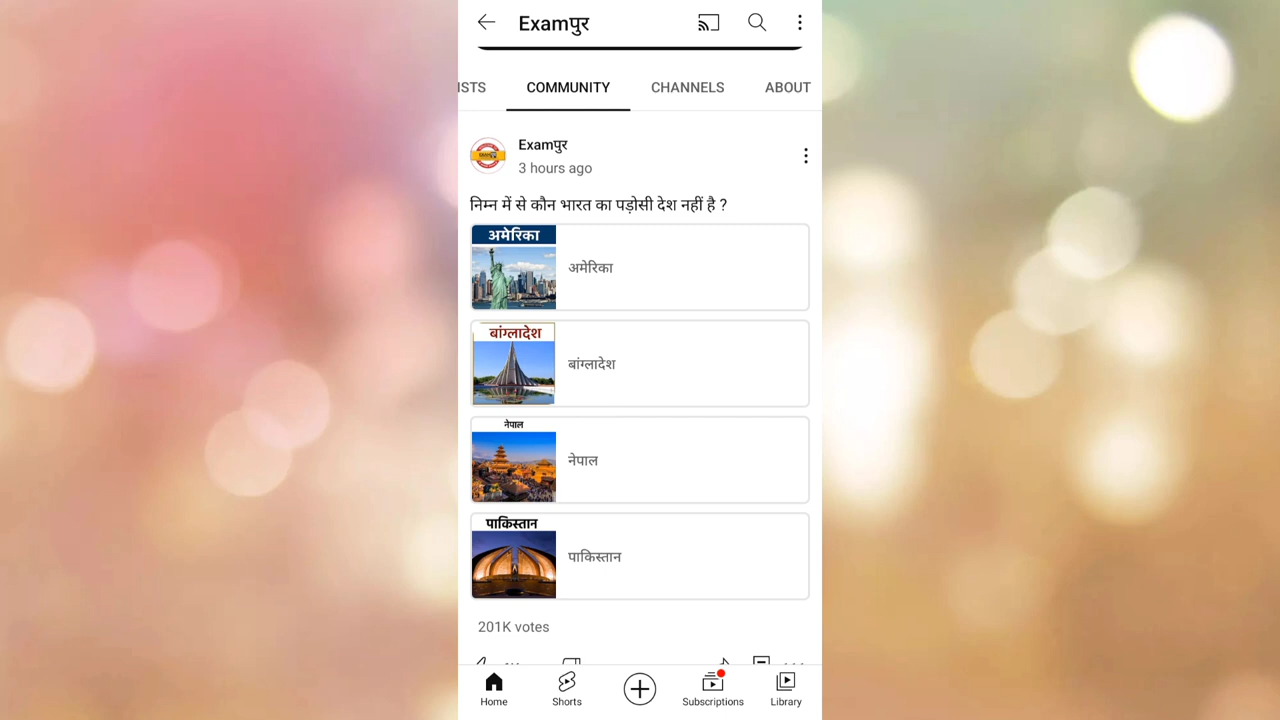 Examपुर
ISTS COMMUNITY CHANNELS ABOUT
Examपुर
3 hours ago
निम्न में से कौन भारत का पड़ोसी देश नहीं है ?
अमेरिका
अमेरिका
बांग्लादेश
बांग्लादेश
नेपाल
नेपाल
पाकिस्तान
पाकिस्तान
201K votes
Home Shorts Subscriptions Library